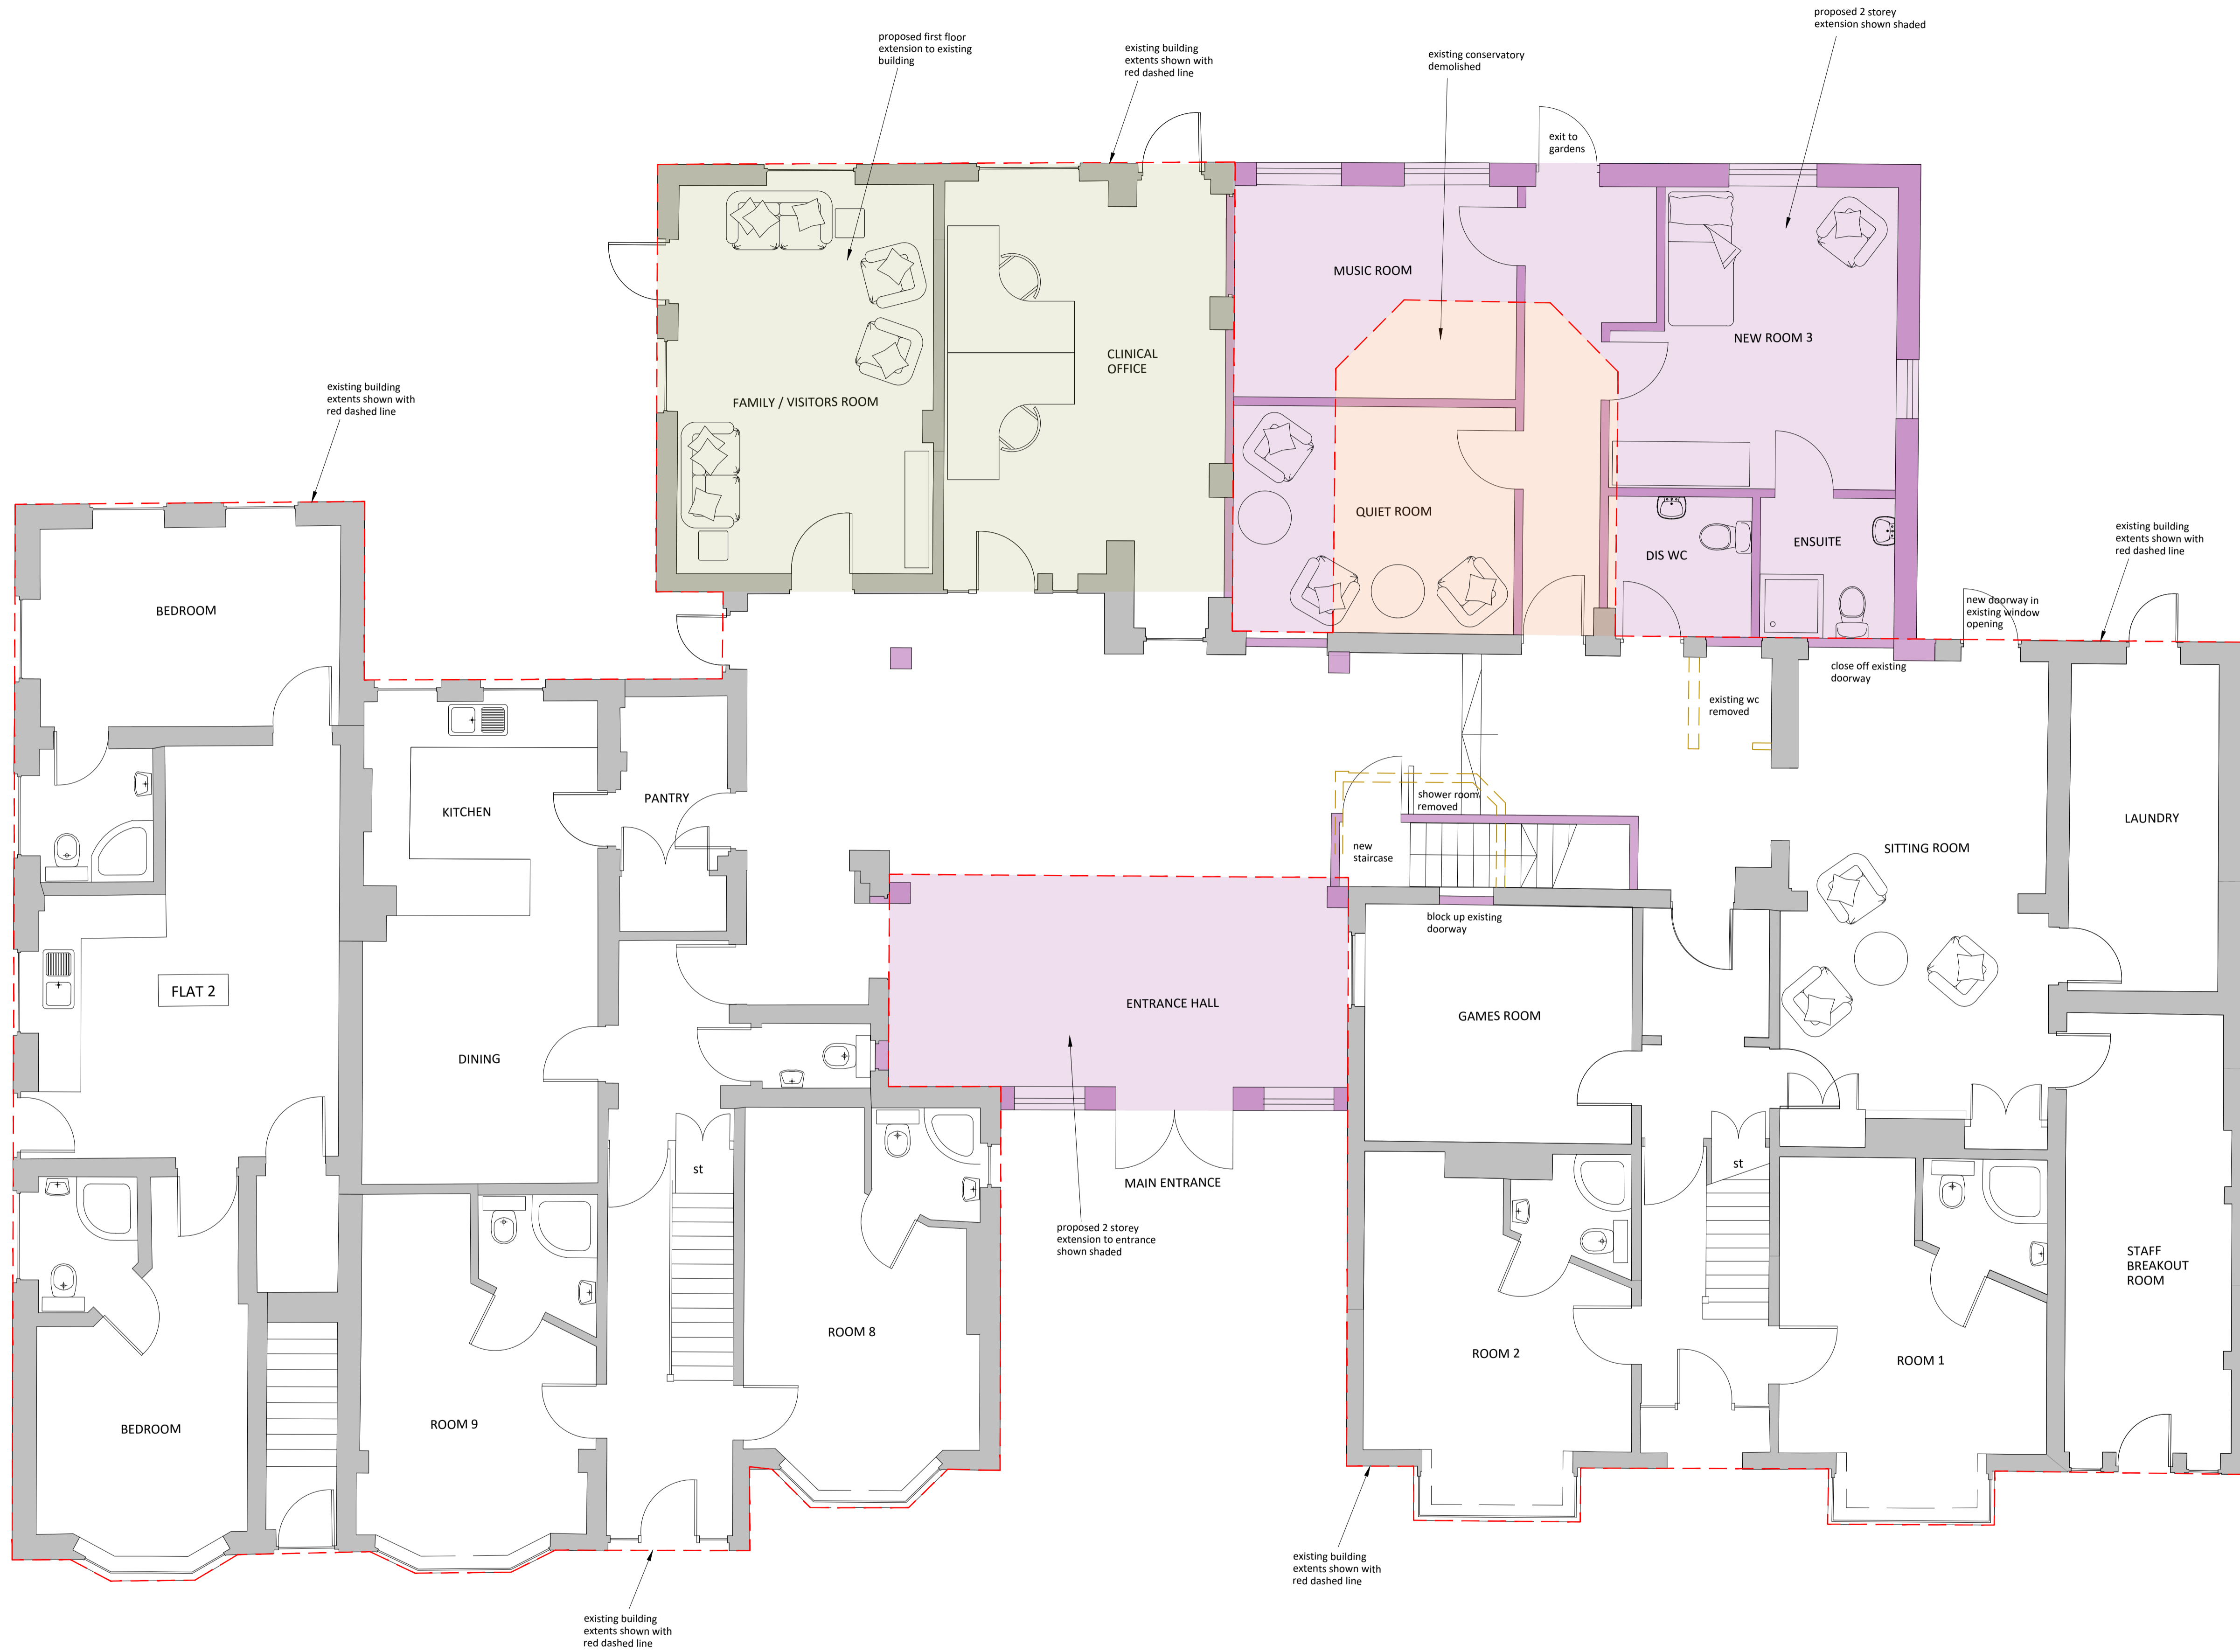 proposed 2 storey
extension shown shaded
proposed first floor
extension to existing
building
existing building
extents shown with
red dashed line
existing conservatory
demolished
exit to
gardens
MUSIC ROOM
NEW ROOM 3
CLINICAL
OFFICE
FAMILY / VISITORS ROOM
existing building
extents shown with
red dashed line
QUIET ROOM
DIS WC
ENSUITE
existing building
extents shown with
red dashed line
new doorway in
existing window
opening
BEDROOM
close off existing
doorway
existing wc
removed
KITCHEN
PANTRY
shower room
removed
new
staircase
SITTING ROOM
LAUNDRY
block up existing
doorway
FLAT 2
ENTRANCE HALL
GAMES ROOM
DINING
st
MAIN ENTRANCE
st
proposed 2 storey
extension to entrance
shown shaded
STAFF
BREAKOUT
ROOM
ROOM 8
ROOM 2
ROOM 1
BEDROOM
ROOM 9
existing building
extents shown with
red dashed line
existing building
extents shown with
red dashed line